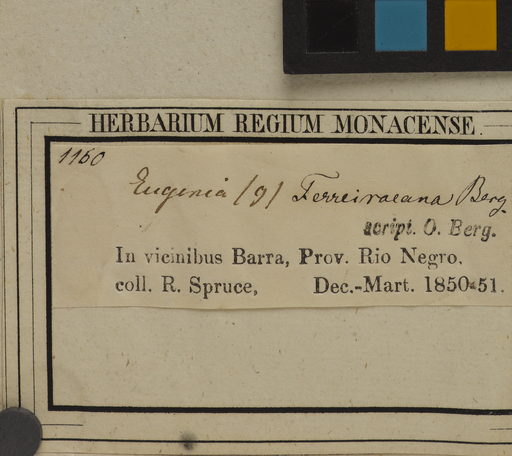 HERBARIUM REGIUM MONACENSE.
1160
Eugenia (9) Ferreiraeana Berg.
script. O. Berg.
In vicinibus Barra, Prov. Rio Negro.
coll. R. Spruce, Dec.-Mart. 1850-51.